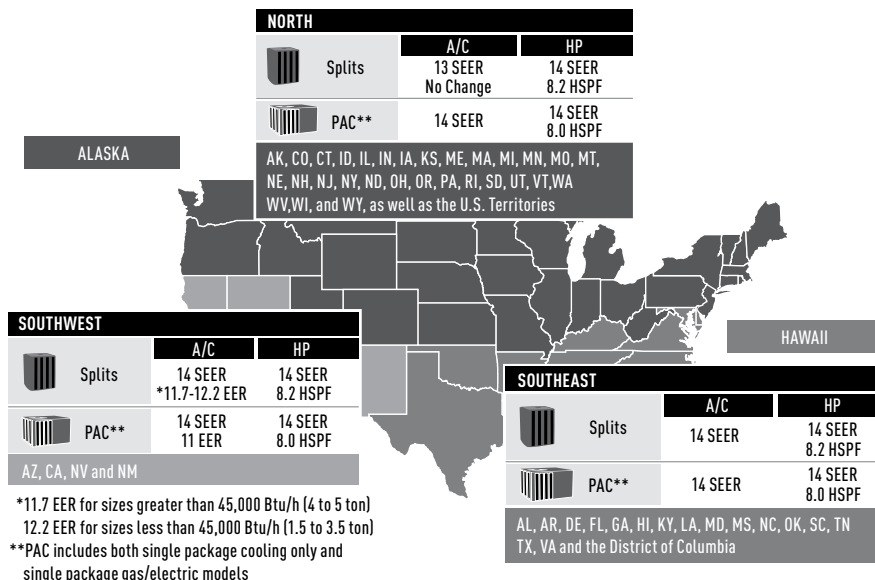 NORTH
A/C HP
Splits
13 SEER
No Change
14 SEER
8.2 HSPF
PAC**
14 SEER
14 SEER
8.0 HSPF
AK, CO, CT, ID, IL, IN, IA, KS, ME, MA, MI, MN, MO, MT,
NE, NH, NJ, NY, ND, OH, OR, PA, RI, SD, UT, VT,WA
WV,WI, and WY, as well as the U.S. Territories
ALASKA
HAWAII
SOUTHWEST
A/C HP
Splits
14 SEER
*11.7-12.2 EER
14 SEER
8.2 HSPF
PAC**
14 SEER
11 EER
14 SEER
8.0 HSPF
AZ, CA, NV and NM
*11.7 EER for sizes greater than 45,000 Btu/h (4 to 5 ton)
12.2 EER for sizes less than 45,000 Btu/h (1.5 to 3.5 ton)
**PAC includes both single package cooling only and
single package gas/electric models
SOUTHEAST
A/C HP
Splits
14 SEER
14 SEER
8.2 HSPF
PAC**
14 SEER
14 SEER
8.0 HSPF
AL, AR, DE, FL, GA, HI, KY, LA, MD, MS, NC, OK, SC, TN
TX, VA and the District of Columbia